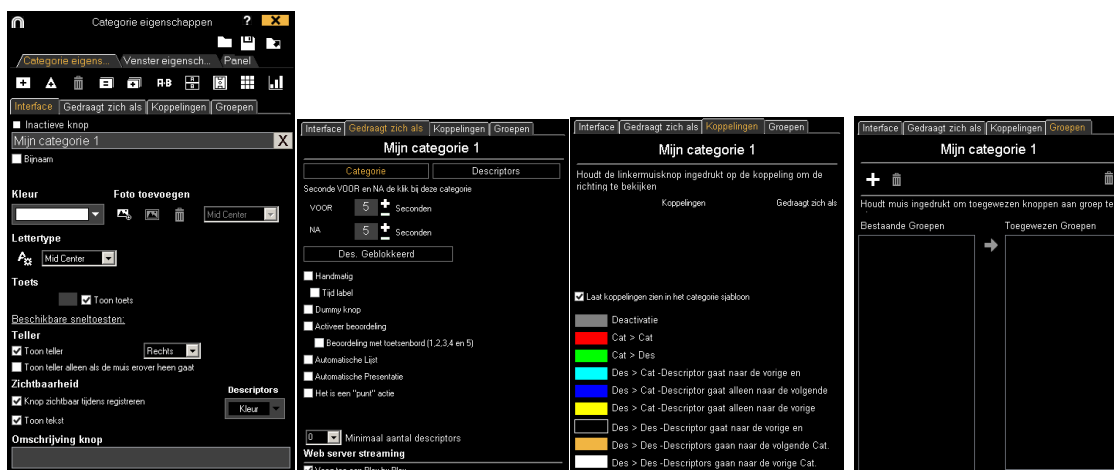 Categorie eigenschappen ? X
Categorie eigens... Venster eigensch... Panel
A·B
Interface Gedraagt zich als Koppelingen Groepen
Inactieve knop
Mijn categorie 1 X
Bijnaam
Kleur Foto toevoegen
Mid Center
Lettertype
Mid Center
Toets
Toon toets
Beschikbare sneltoesten:
Teller
Toon teller Rechts
Toon teller alleen als de muis erover heen gaat
Zichtbaarheid
Descriptors
Knop zichtbaar tijdens registreren
Kleur
Toon tekst
Omschrijving knop
Interface Gedraagt zich als Koppelingen Groepen
Mijn categorie 1
Categorie Descriptors
Seconde VOOR en NA de klik bij deze categorie
VOOR 5 Seconden
NA 5 Seconden
Des. Geblokkeerd
Handmatig
Tijd label
Dummy knop
Activeer beoordeling
Beoordeling met toetsenbord (1,2,3,4 en 5)
Automatische Lijst
Automatische Presentatie
Het is een "punt" actie
0 Minimaal aantal descriptors
Web server streaming
Interface Gedraagt zich als Koppelingen Groepen
Mijn categorie 1
Houdt de linkermuisknop ingedrukt op de koppeling om de
richting te bekijken
Koppelingen Gedraagt zich als
Laat koppelingen zien in het categorie sjabloon
Deactivatie
Cat > Cat
Cat > Des
Des > Cat -Descriptor gaat naar de vorige en
Des > Cat -Descriptor gaat alleen naar de volgende
Des > Cat -Descriptor gaat alleen naar de vorige
Des > Des -Descriptor gaat naar de vorige en
Des > Des -Descriptors gaan naar de volgende Cat.
Des > Des -Descriptors gaan naar de vorige Cat.
Interface Gedraagt zich als Koppelingen Groepen
Mijn categorie 1
Houdt muis ingedrukt om toegewezen knoppen aan groep te
Bestaande Groepen Toegewezen Groepen